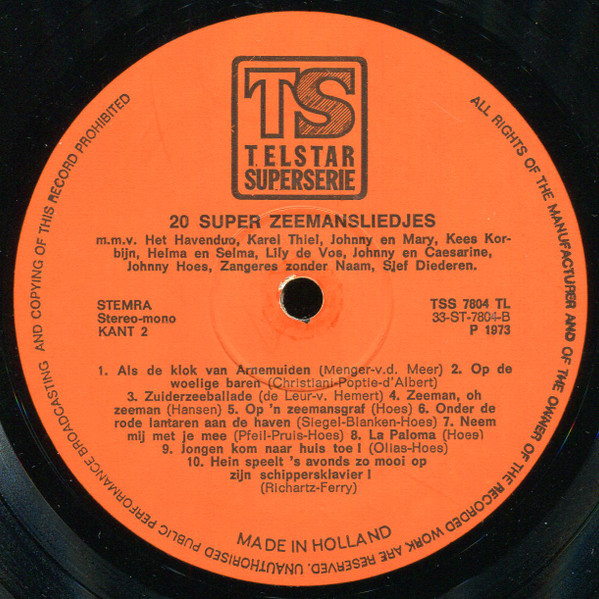 TS
TELSTAR
SUPERSERIE
20 SUPER ZEEMANSLIEDJES
m.m.v. Het Havenduo, Karel Thiel, Johnny en Mary, Kees Kor-
bijn, Helma en Selma, Lily de Vos, Johnny en Caesarine,
Johnny Hoes, Zangeres zonder Naam, Sjef Diederen.
STEMRA
Stereo-mono
KANT 2
TSS 7804 TL
33-ST-7804-B
P 1973
1. Als de klok van Arnemuiden (Menger-v.d. Meer) 2. Op de
woelige baren (Christiani-Poptie-d'Albert)
3. Zuiderzeeballade (de Leur-v. Hemert) 4. Zeeman, oh
zeeman (Hansen) 5. Op 'n zeemansgraf (Hoes) 6. Onder de
rode lantaren aan de haven (Siegel-Blanken-Hoes) 7. Neem
mij met je mee (Pfeil-Pruis-Hoes) 8. La Paloma (Hoes)
9. Jongen kom naar huis toe! (Olias-Hoes)
10. Hein speelt 's avonds zo mooi op
zijn schippersklavier!
(Richartz-Ferry)
MADE IN HOLLAND
ALL RIGHTS OF THE MANUFACTURER AND OF THE OWNER OF THE RECORDED WORK ARE RESERVED. UNAUTHORISED PUBLIC PERFORMANCE BROADCASTING AND COPYING OF THIS RECORD PROHIBITED